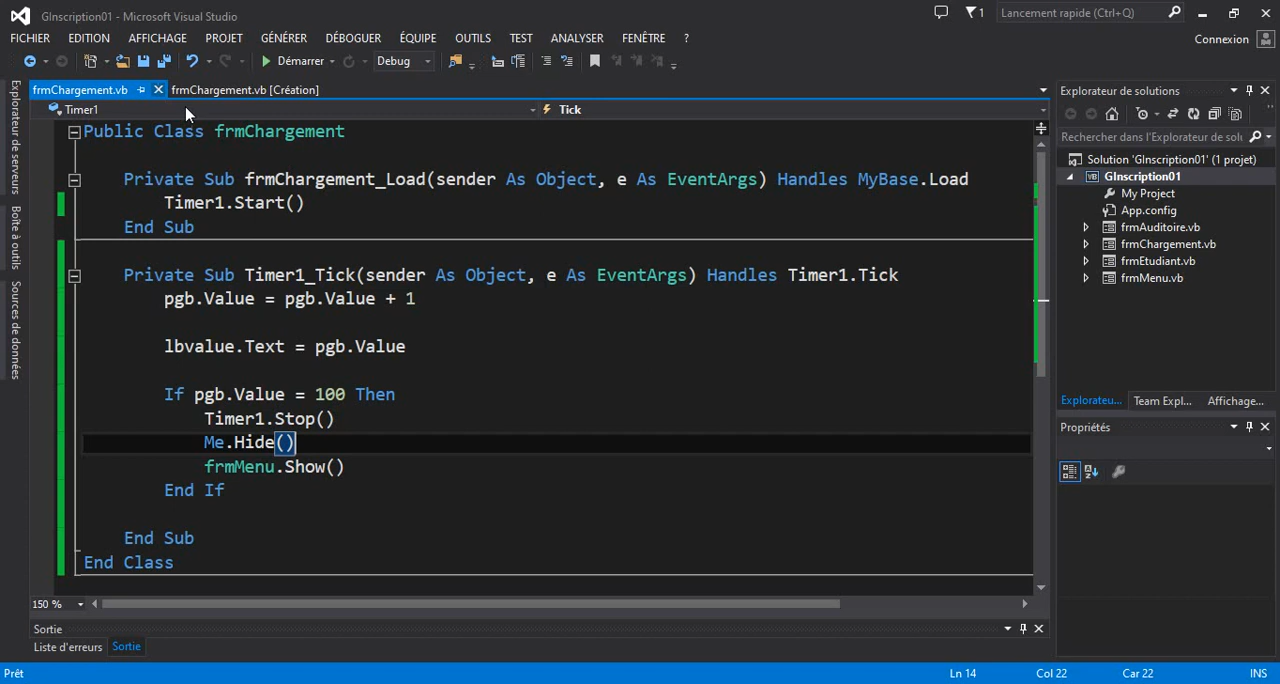 GInscription01 - Microsoft Visual Studio
1
Lancement rapide (Ctrl+Q)
FICHIER EDITION AFFICHAGE PROJET GÉNÉRER DÉBOGUER ÉQUIPE OUTILS TEST ANALYSER FENÊTRE ?
Connexion
Démarrer Debug
frmChargement.vb
frmChargement.vb [Création]
Timer1
Tick
Explorateur de serveurs
Boîte à outils
Sources de données
Public Class frmChargement
Private Sub frmChargement_Load(sender As Object, e As EventArgs) Handles MyBase.Load
Timer1.Start()
End Sub
Private Sub Timer1_Tick(sender As Object, e As EventArgs) Handles Timer1.Tick
pgb.Value = pgb.Value + 1
lbvalue.Text = pgb.Value
If pgb.Value = 100 Then
Timer1.Stop()
Me.Hide()
frmMenu.Show()
End If
End Sub
End Class
150 %
Sortie
Liste d'erreurs
Sortie
Explorateur de solutions
Rechercher dans l'Explorateur de solu
Solution 'GInscription01' (1 projet)
GInscription01
My Project
App.config
frmAuditoire.vb
frmChargement.vb
frmEtudiant.vb
frmMenu.vb
Explorateu... Team Expl... Affichage...
Propriétés
Prêt
Ln 14
Col 22
Car 22
INS